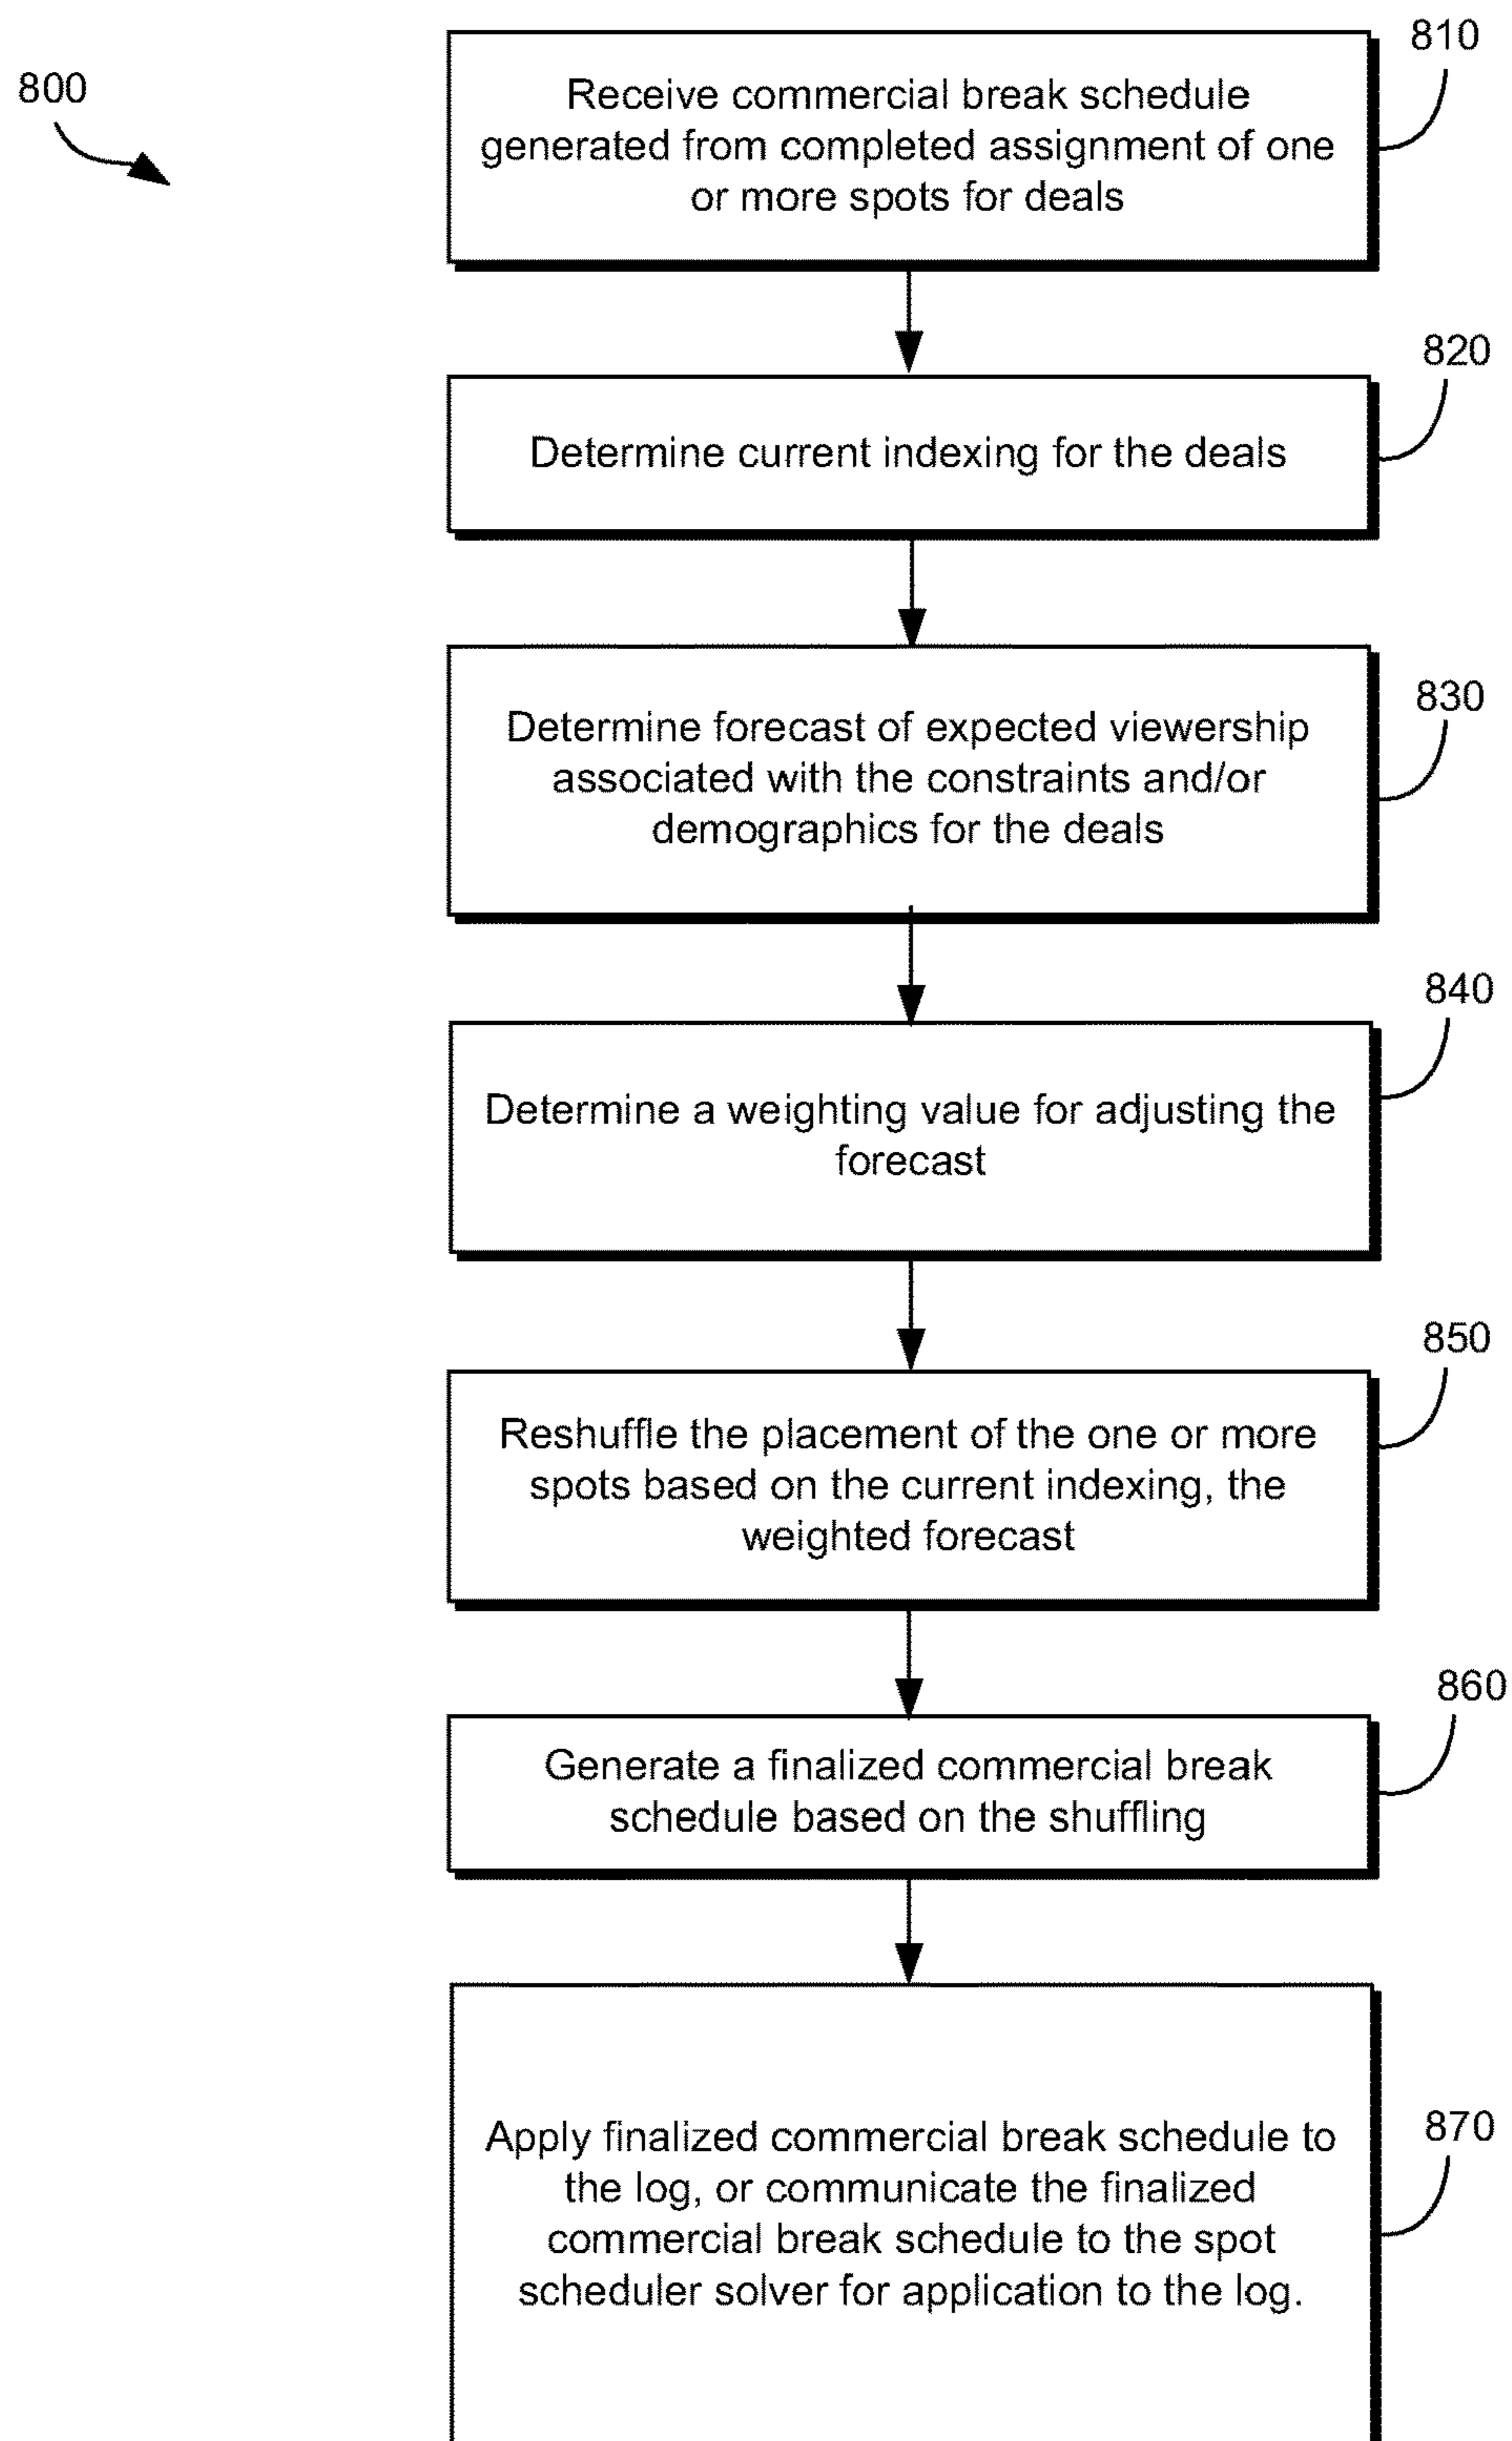 800
810
Receive commercial break schedule
generated from completed assignment of one
or more spots for deals
820
Determine current indexing for the deals
830
Determine forecast of expected viewership
associated with the constraints and/or
demographics for the deals
840
Determine a weighting value for adjusting the
forecast
850
Reshuffle the placement of the one or more
spots based on the current indexing, the
weighted forecast
860
Generate a finalized commercial break
schedule based on the shuffling
870
Apply finalized commercial break schedule to
the log, or communicate the finalized
commercial break schedule to the spot
scheduler solver for application to the log.